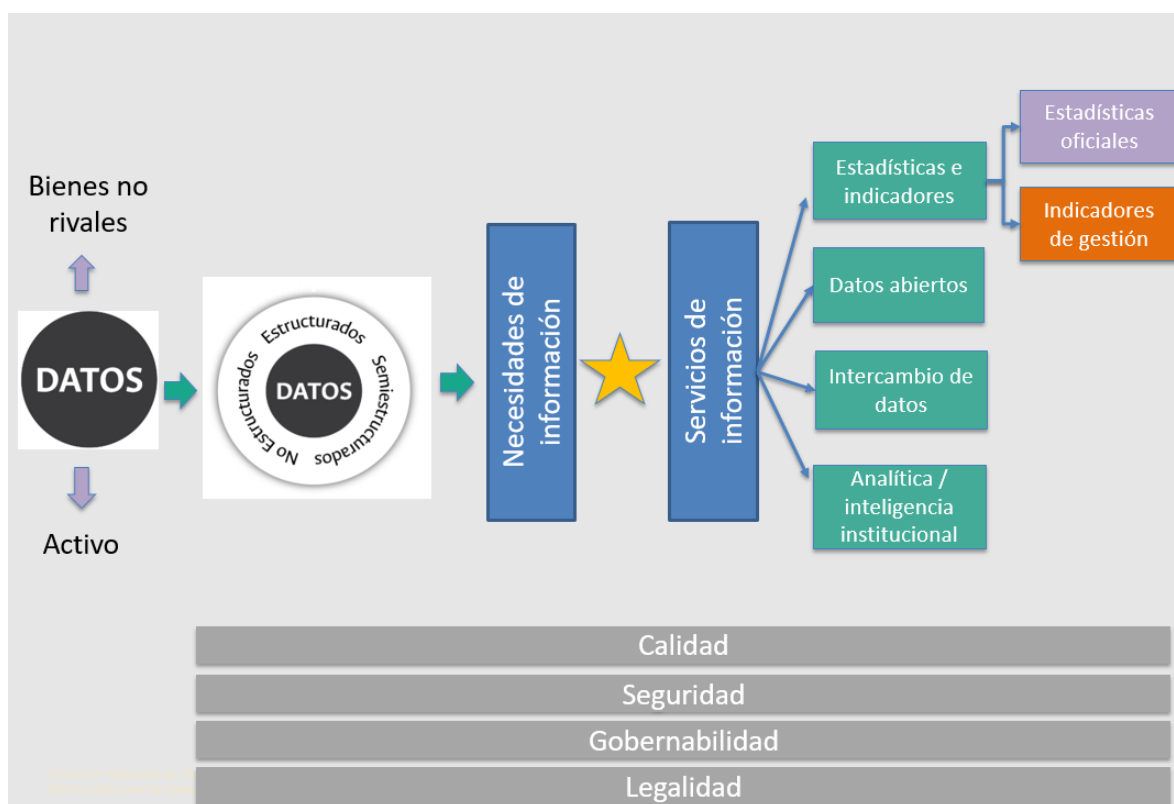 Bienes no
rivales
DATOS
Activo
Estructurados
Semiestructurados
No Estructurados
DATOS
Necesidades de
información
Servicios de
información
Estadísticas e
indicadores
Datos abiertos
Intercambio de
datos
Analítica /
inteligencia
institucional
Estadísticas
oficiales
Indicadores
de gestión
Calidad
Seguridad
Gobernabilidad
Legalidad